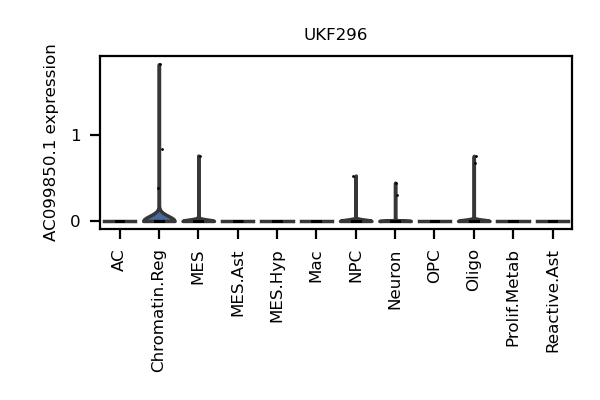 UKF296
AC099850.1 expression
1
0
AC
Chromatin.Reg
MES
MES.Ast
MES.Hyp
Mac
NPC
Neuron
OPC
Oligo
Prolif.Metab
Reactive.Ast